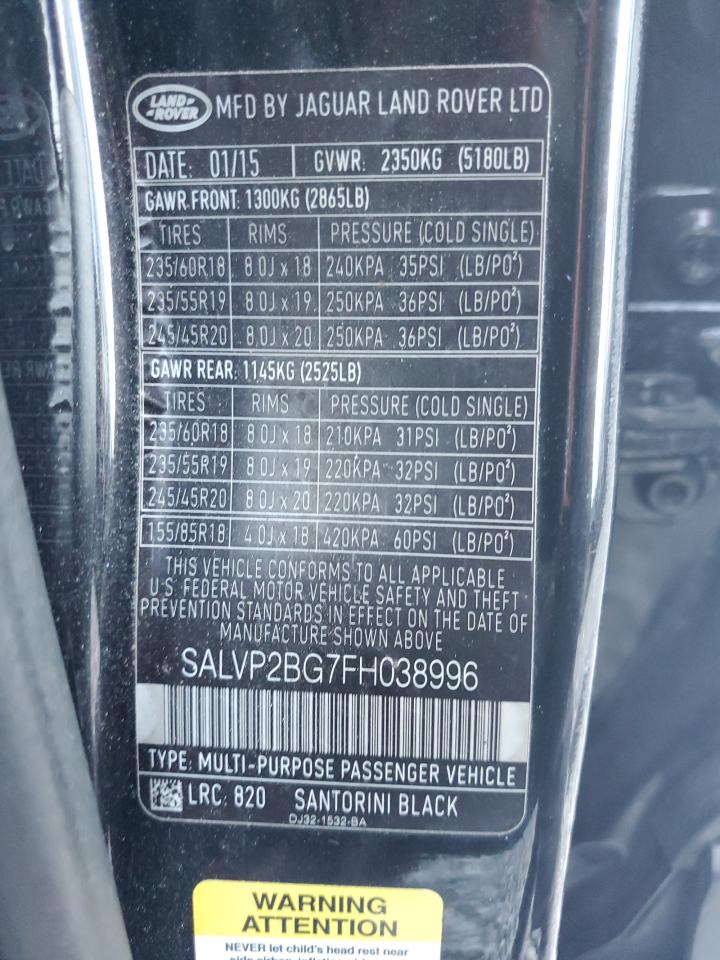 LAND ROVER MFD BY JAGUAR LAND ROVER LTD
DATE: 01/15 GVWR: 2350KG (5180LB)
GAWR FRONT: 1300KG (2865LB)
TIRES RIMS PRESSURE (COLD SINGLE)
235/60R18 8.0J x 18 240KPA 35PSI (LB/PO²)
235/55R19 8.0J x 19 250KPA 36PSI (LB/PO²)
245/45R20 8.0J x 20 250KPA 36PSI (LB/PO²)
GAWR REAR: 1145KG (2525LB)
TIRES RIMS PRESSURE (COLD SINGLE)
235/60R18 8.0J x 18 210KPA 31PSI (LB/PO²)
235/55R19 8.0J x 19 220KPA 32PSI (LB/PO²)
245/45R20 8.0J x 20 220KPA 32PSI (LB/PO²)
155/85R18 4.0J x 18 420KPA 60PSI (LB/PO²)
THIS VEHICLE CONFORMS TO ALL APPLICABLE
U.S. FEDERAL MOTOR VEHICLE SAFETY AND THEFT
PREVENTION STANDARDS IN EFFECT ON THE DATE OF
MANUFACTURE SHOWN ABOVE
SALVP2BG7FH038996
TYPE: MULTI-PURPOSE PASSENGER VEHICLE
LRC: 820 SANTORINI BLACK
DJ32-1532-BA
WARNING
ATTENTION
NEVER let child's head rest near